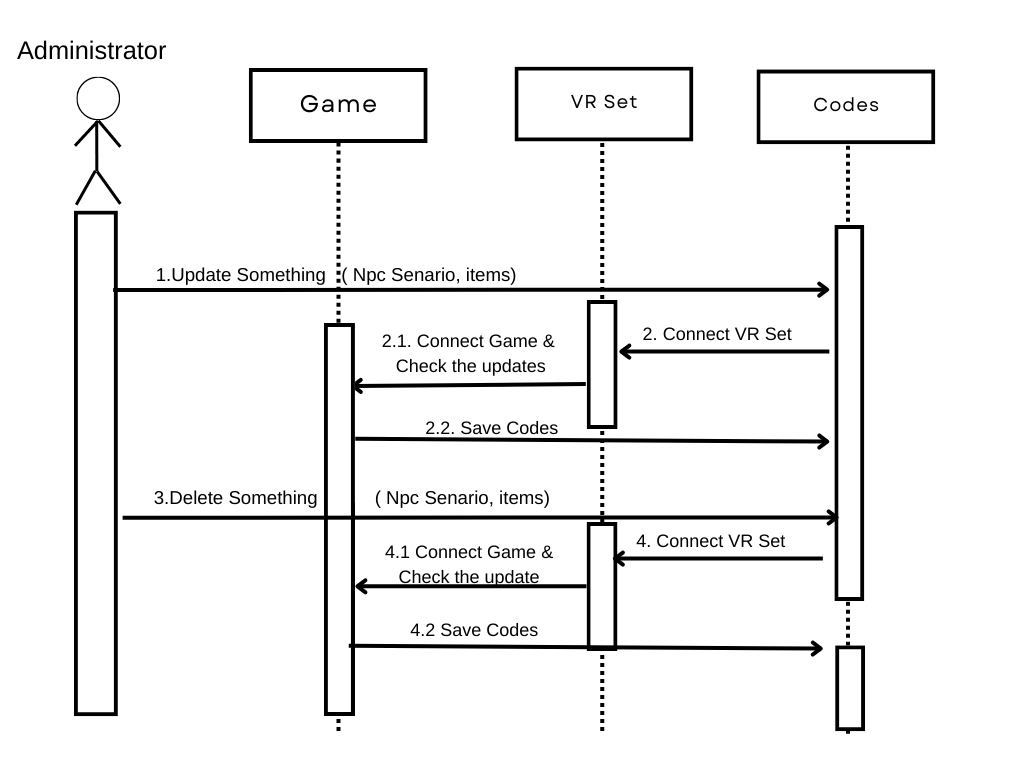 Administrator
Game
VR Set
Codes
1.Update Something ( Npc Senario, items)
2. Connect VR Set
2.1. Connect Game &
Check the updates
2.2. Save Codes
3.Delete Something ( Npc Senario, items)
4. Connect VR Set
4.1 Connect Game &
Check the update
4.2 Save Codes